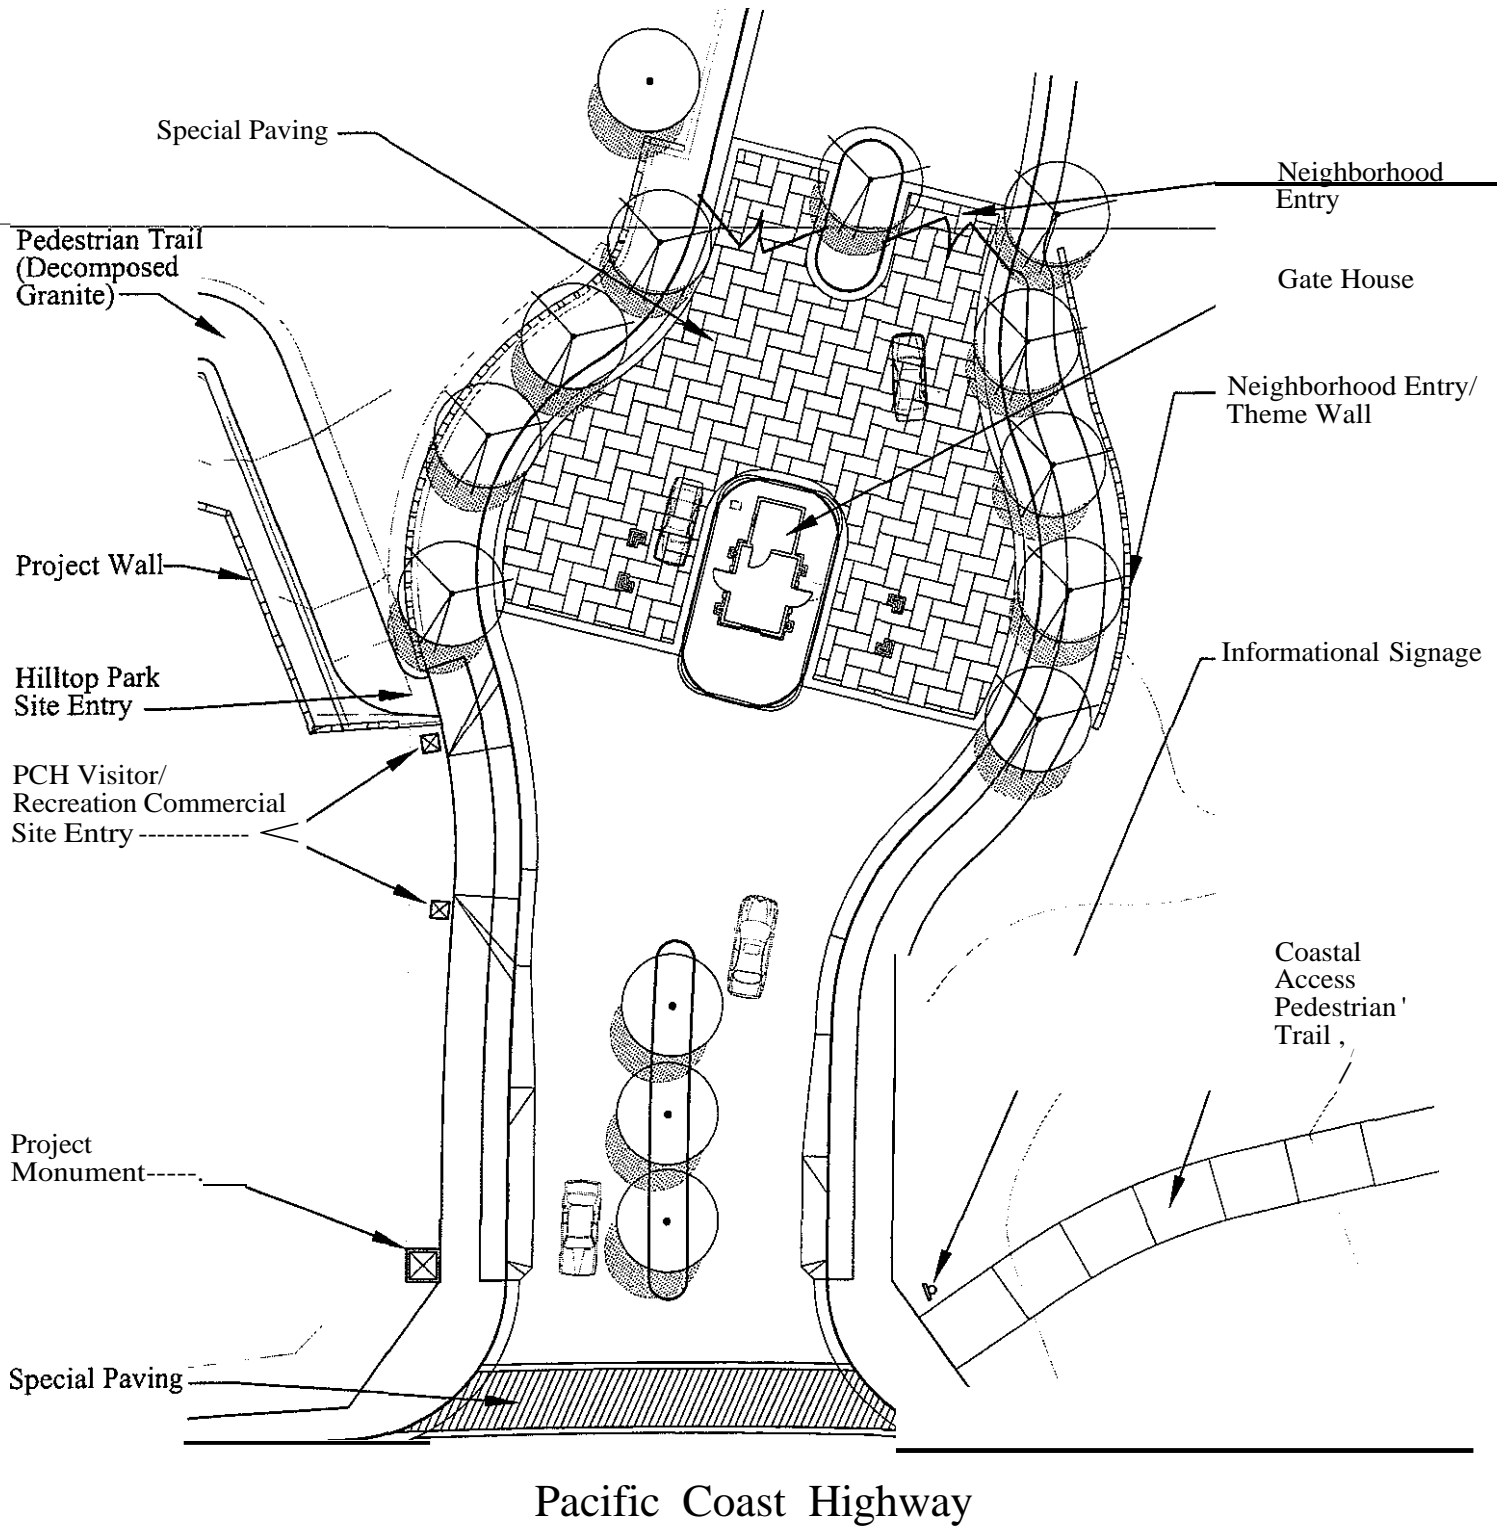 Special Paving
Neighborhood
Entry
Pedestrian Trail
(Decomposed
Granite)
Gate House
Neighborhood Entry/
Theme Wall
Project Wall
Informational Signage
Hilltop Park
Site Entry
PCH Visitor/
Recreation Commercial
Site Entry ------------
Coastal
Access
Pedestrian '
Trail ,
Project
Monument-----.
Special Paving
Pacific Coast Highway